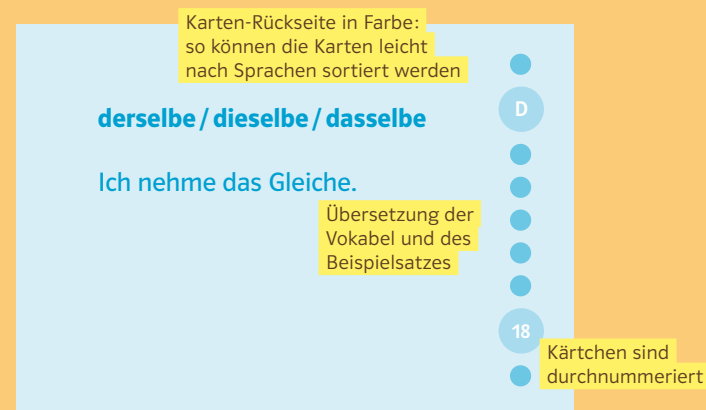 Karten-Rückseite in Farbe:
so können die Karten leicht
nach Sprachen sortiert werden
D
derselbe / dieselbe / dasselbe
Ich nehme das Gleiche.
Übersetzung der
Vokabel und des
Beispielsatzes
18
Kärtchen sind
durchnummeriert